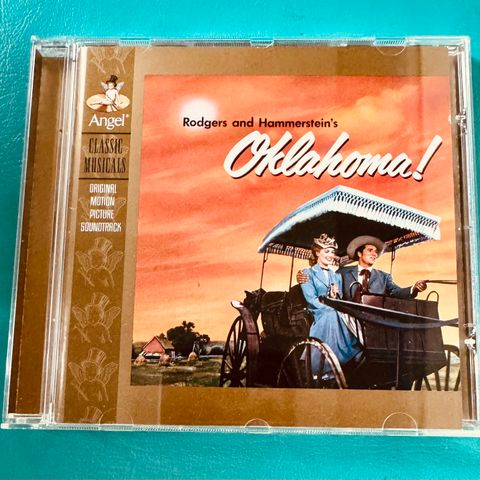 Angel®
CLASSIC
MUSICALS
ORIGINAL
MOTION
PICTURE
SOUNDTRACK
Rodgers and Hammerstein's
Oklahoma!